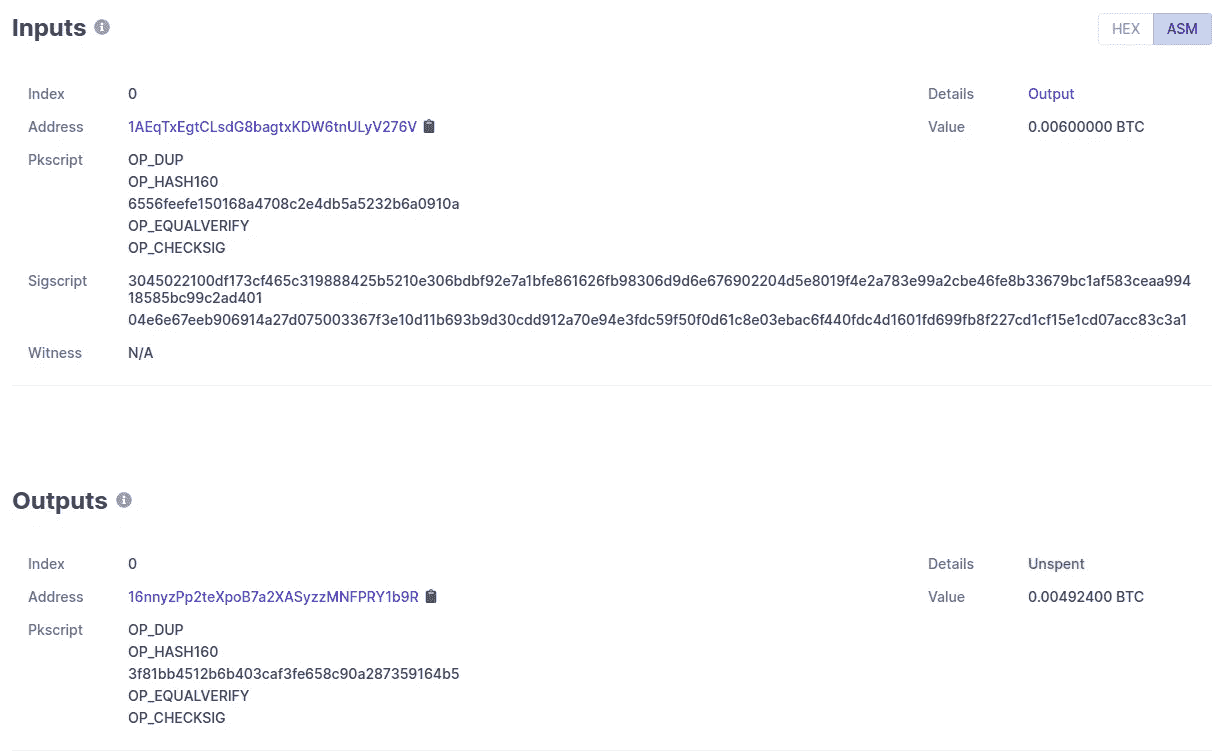 Inputs
HEX ASM
Index 0 Details Output
Address 1AEqTxEgtCLsdG8bagtxKDW6tnULyV276V Value 0.00600000 BTC
Pkscript OP_DUP
OP_HASH160
6556feefe150168a4708c2e4db5a5232b6a0910a
OP_EQUALVERIFY
OP_CHECKSIG
Sigscript 3045022100df173cf465c319888425b5210e306bdbf92e7a1bfe861626fb98306d9d6e676902204d5e8019f4e2a783e99a2cbe46fe8b33679bc1af583ceaa994
18585bc99c2ad401
04e6e67eeb906914a27d075003367f3e10d11b693b9d30cdd912a70e94e3fdc59f50f0d61c8e03ebac6f440fdc4d1601fd699fb8f227cd1cf15e1cd07acc83c3a1
Witness N/A
Outputs
Index 0 Details Unspent
Address 16nnyzPp2teXpoB7a2XASyzzMNFPRY1b9R Value 0.00492400 BTC
Pkscript OP_DUP
OP_HASH160
3f81bb4512b6b403caf3fe658c90a287359164b5
OP_EQUALVERIFY
OP_CHECKSIG